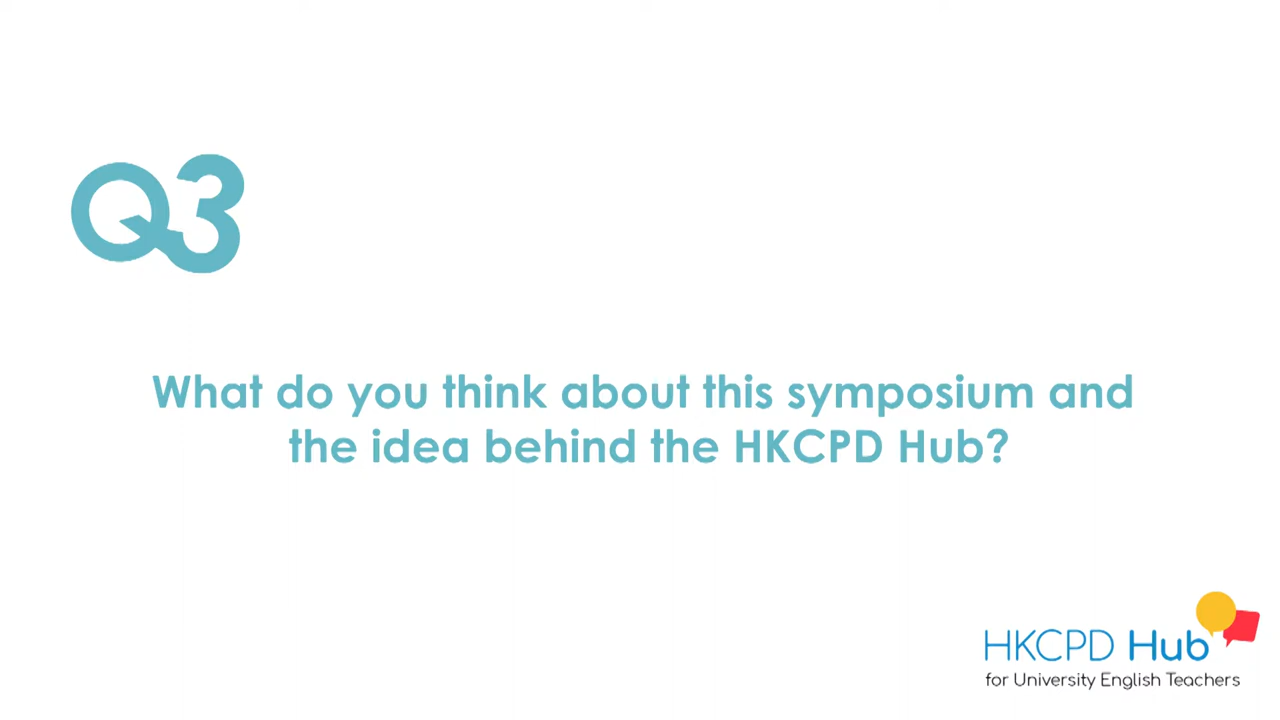 Q3
What do you think about this symposium and
the idea behind the HKCPD Hub?
HKCPD Hub
for University English Teachers